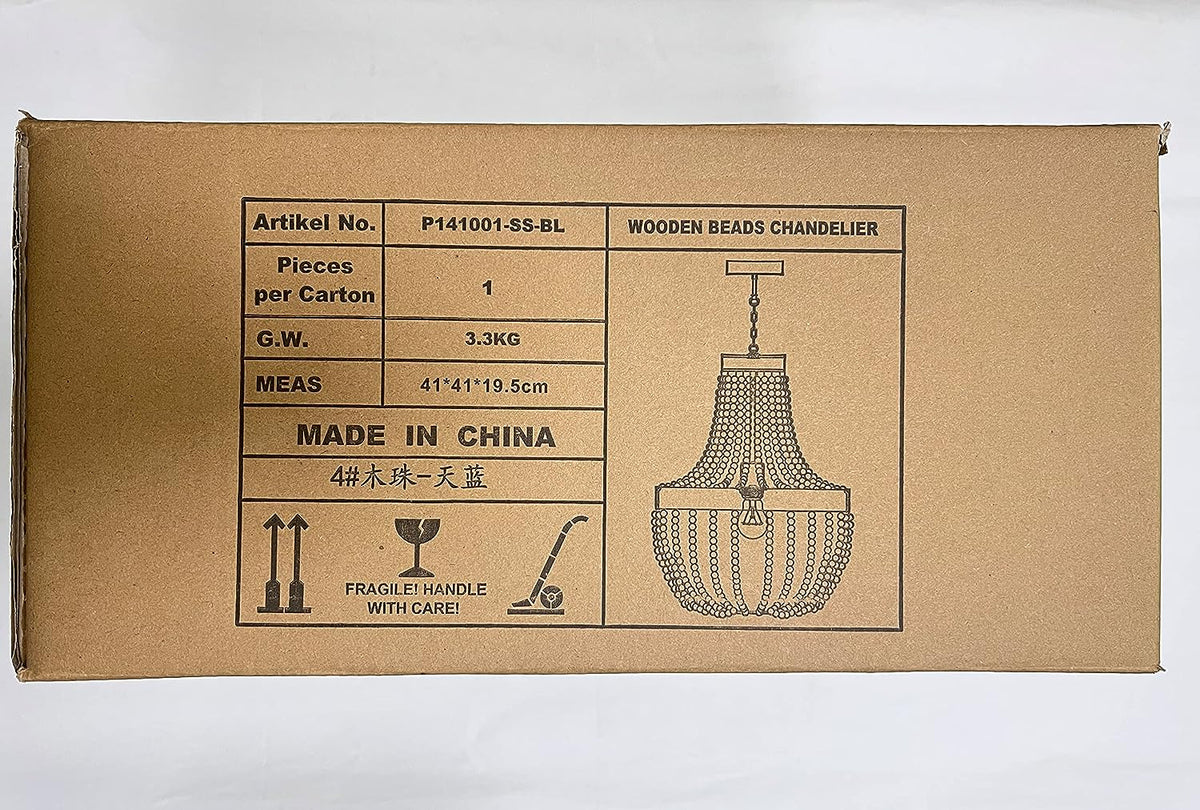 Artikel No. P141001-SS-BL WOODEN BEADS CHANDELIER
Pieces
per Carton 1
G.W. 3.3KG
MEAS 41*41*19.5cm
MADE IN CHINA
4#木珠-天蓝
FRAGILE! HANDLE
WITH CARE!